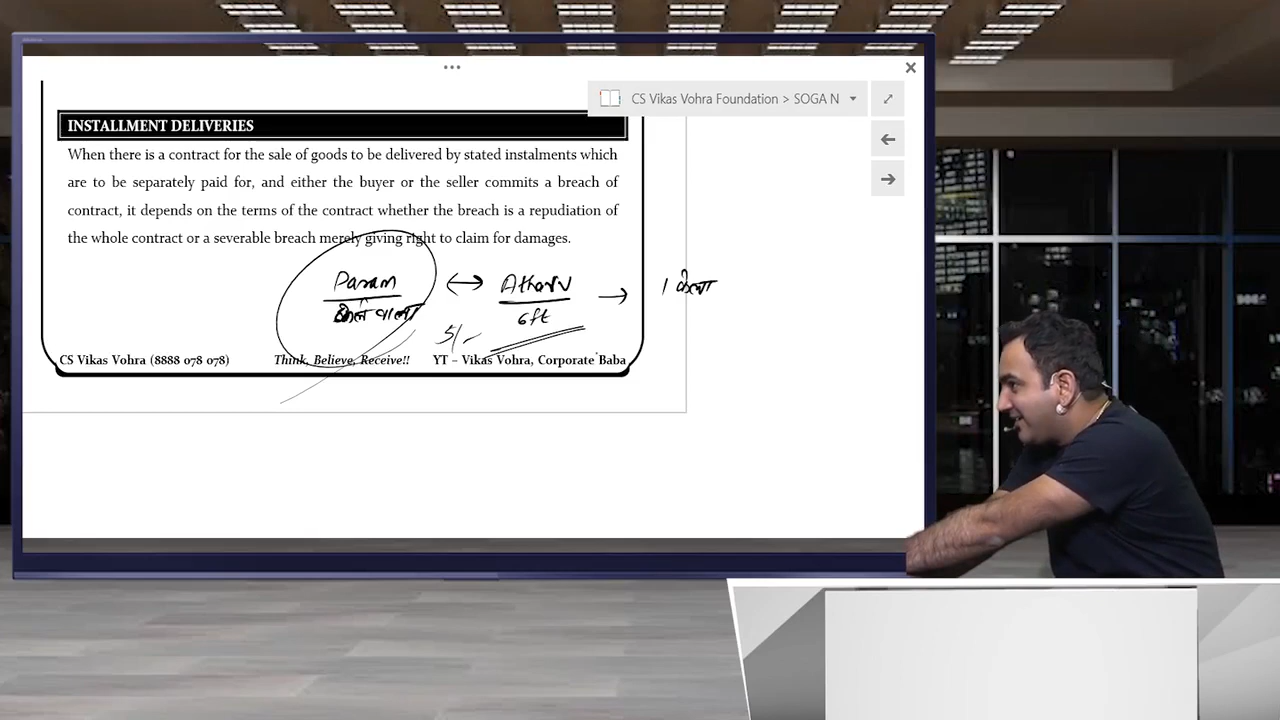 CS Vikas Vohra Foundation > SOGA N
INSTALLMENT DELIVERIES
When there is a contract for the sale of goods to be delivered by stated instalments which
are to be separately paid for, and either the buyer or the seller commits a breach of
contract, it depends on the terms of the contract whether the breach is a repudiation of
the whole contract or a severable breach merely giving right to claim for damages.
Param ↔ Atharv → 1 केला
केला वाला 6ft
5/-
CS Vikas Vohra (8888 078 078) Think, Believe, Receive!! YT – Vikas Vohra, Corporate Baba